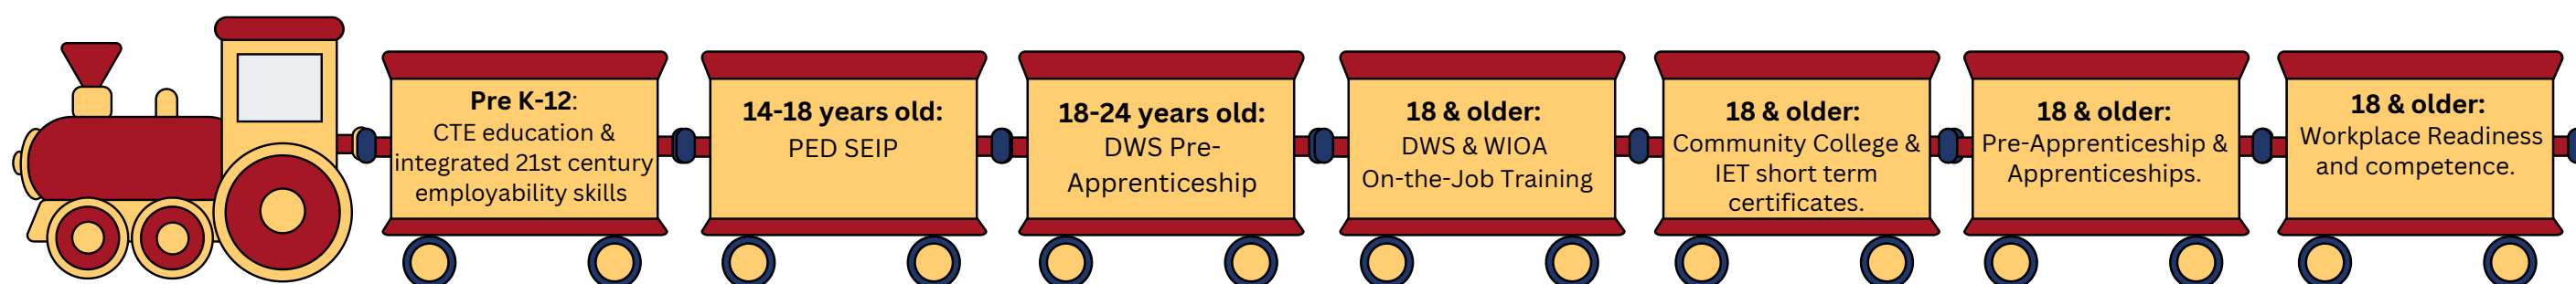 Pre K-12:
CTE education &
integrated 21st century
employability skills
14-18 years old:
PED SEIP
18-24 years old:
DWS Pre-
Apprenticeship
18 & older:
DWS & WIOA
On-the-Job Training
18 & older:
Community College &
IET short term
certificates.
18 & older:
Pre-Apprenticeship &
Apprenticeships.
18 & older:
Workplace Readiness
and competence.